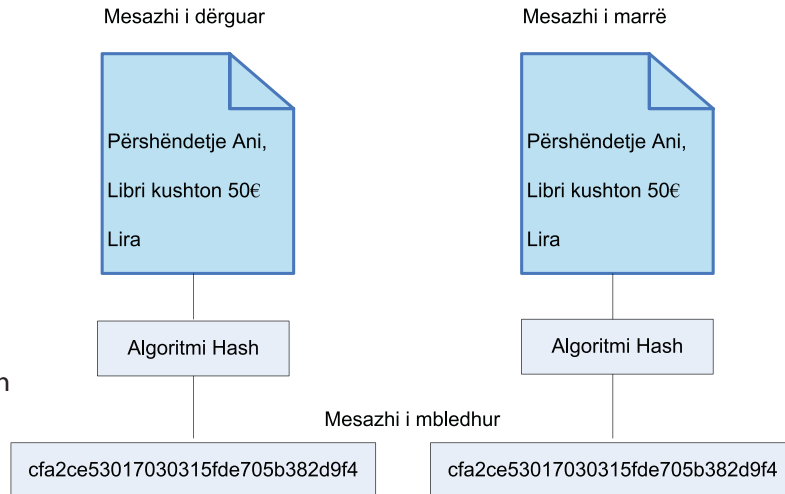 Mesazhi i dërguar
Mesazhi i marrë
Përshëndetje Ani,
Libri kushton 50€
Lira
Përshëndetje Ani,
Libri kushton 50€
Lira
Algoritmi Hash
Algoritmi Hash
n
Mesazhi i mbledhur
cfa2ce53017030315fde705b382d9f4
cfa2ce53017030315fde705b382d9f4